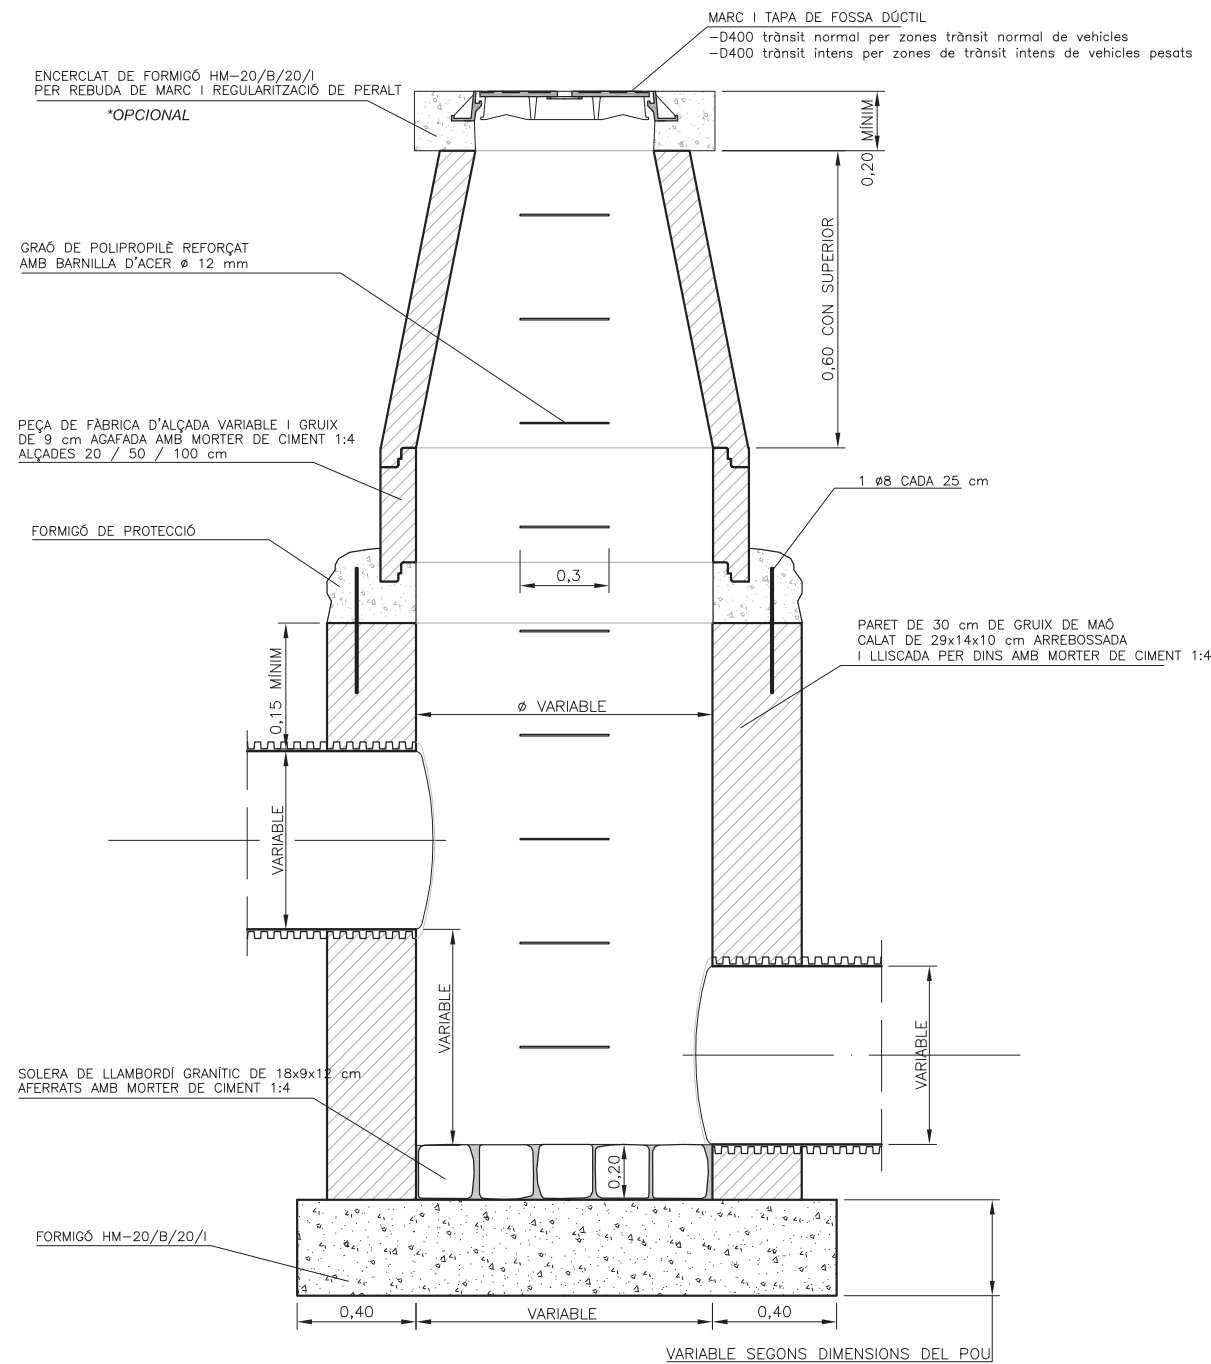 MARC I TAPA DE FOSSA DÚCTIL
-D400 trànsit normal per zones trànsit normal de vehicles
-D400 trànsit intens per zones de trànsit intens de vehicles pesats
ENCERCLAT DE FORMIGÓ HM-20/B/20/I
PER REBUDA DE MARC I REGULARITZACIÓ DE PERALT
*OPCIONAL
0,20 MÍNIM
GRAÓ DE POLIPROPILÈ REFORÇAT
AMB BARNILLA D'ACER ø 12 mm
0,60 CON SUPERIOR
PEÇA DE FÀBRICA D'ALÇADA VARIABLE I GRUIX
DE 9 cm AGAFADA AMB MORTER DE CIMENT 1:4
ALÇADES 20 / 50 / 100 cm
1 ø8 CADA 25 cm
FORMIGÓ DE PROTECCIÓ
0,3
PARET DE 30 cm DE GRUIX DE MAÓ
CALAT DE 29x14x10 cm ARREBOSSADA
I LLISCADA PER DINS AMB MORTER DE CIMENT 1:4
0,15 MÍNIM
ø VARIABLE
VARIABLE
VARIABLE
VARIABLE
SOLERA DE LLAMBORDÍ GRANÍTIC DE 18x9x12 cm
AFERRATS AMB MORTER DE CIMENT 1:4
0,20
FORMIGÓ HM-20/B/20/I
0,40
VARIABLE
0,40
VARIABLE SEGONS DIMENSIONS DEL POU